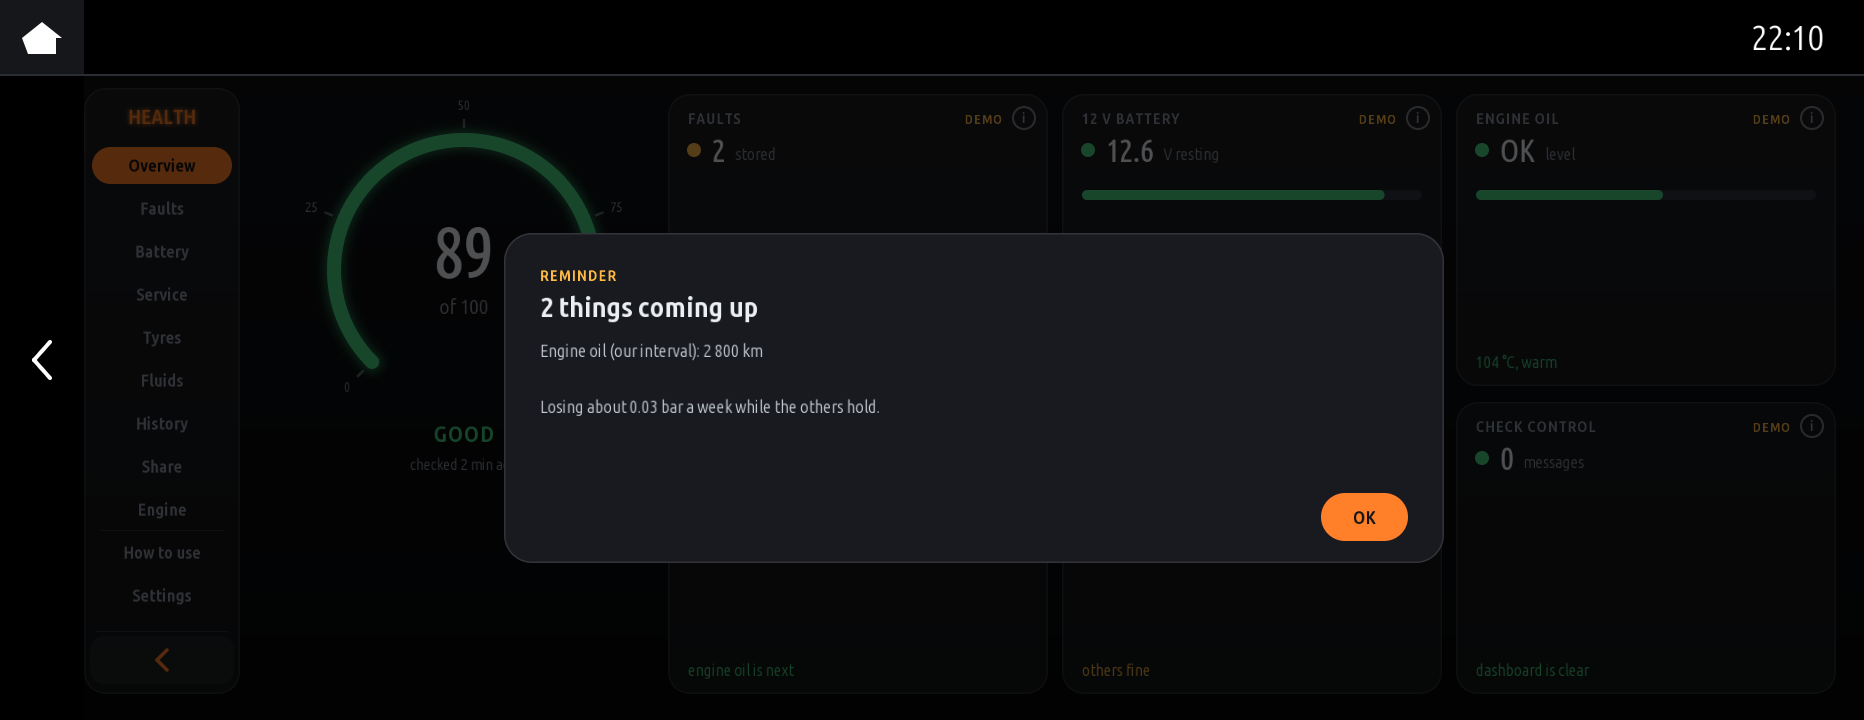 22:10
HEALTH
Overview
Faults
Battery
Service
Tyres
Fluids
History
Share
Engine
How to use
Settings
50
25
75
89
of 100
0
GOOD
checked 2 min
FAULTS
DEMO
i
2 stored
12 V BATTERY
DEMO
i
12.6 V resting
ENGINE OIL
DEMO
i
OK level
104 °C, warm
REMINDER
2 things coming up
Engine oil (our interval): 2 800 km
Losing about 0.03 bar a week while the others hold.
OK
engine oil is next
others fine
CHECK CONTROL
DEMO
i
0 messages
dashboard is clear